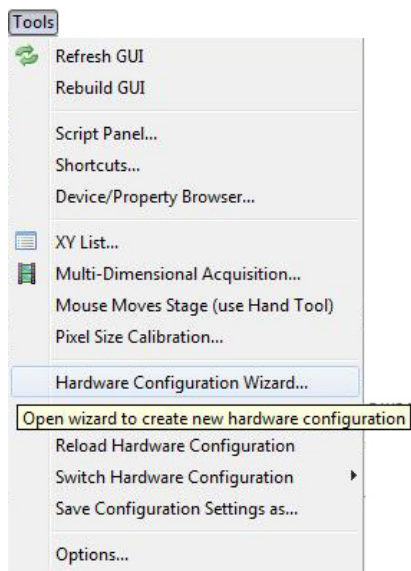 Tools
Refresh GUI
Rebuild GUI
Script Panel...
Shortcuts...
Device/Property Browser...
XY List...
Multi-Dimensional Acquisition...
Mouse Moves Stage (use Hand Tool)
Pixel Size Calibration...
Hardware Configuration Wizard...
Open wizard to create new hardware configuration
Reload Hardware Configuration
Switch Hardware Configuration
Save Configuration Settings as...
Options...